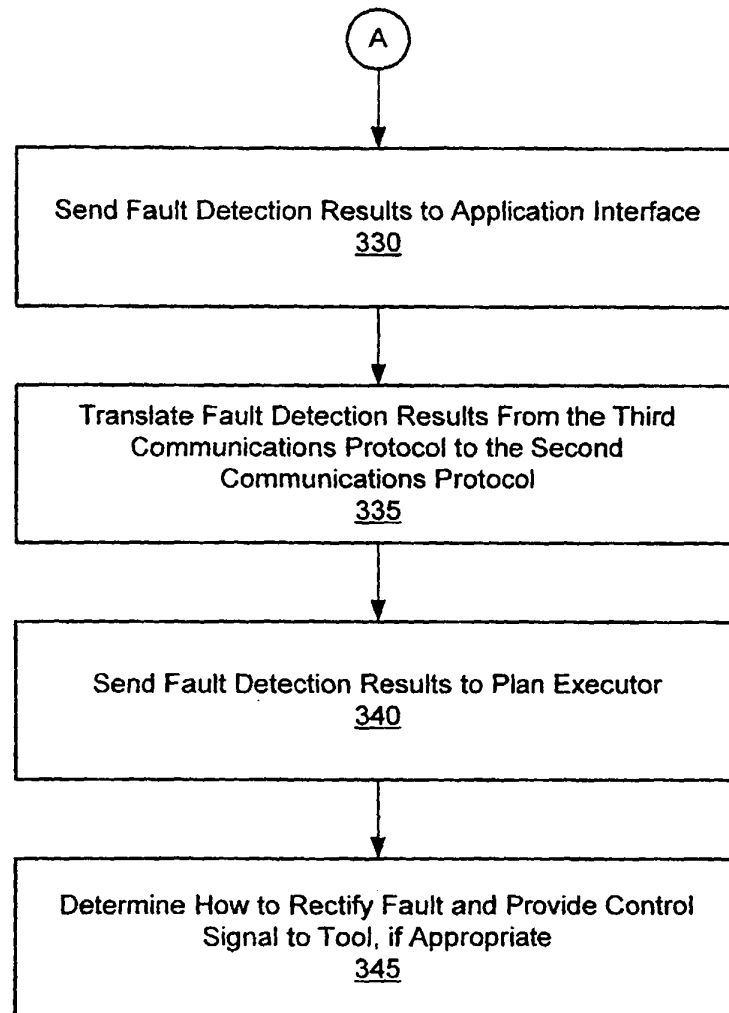 A
Send Fault Detection Results to Application Interface
330
Translate Fault Detection Results From the Third
Communications Protocol to the Second
Communications Protocol
335
Send Fault Detection Results to Plan Executor
340
Determine How to Rectify Fault and Provide Control
Signal to Tool, if Appropriate
345